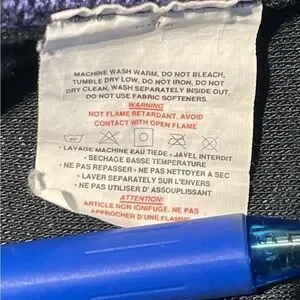 MACHINE WASH WARM, DO NOT BLEACH,
TUMBLE DRY LOW, DO NOT IRON, DO NOT
DRY CLEAN, WASH SEPARATELY INSIDE OUT,
DO NOT USE FABRIC SOFTENERS.
WARNING
NOT FLAME RETARDANT, AVOID
CONTACT WITH OPEN FLAME
• LAVAGE MACHINE EAU TIEDE • JAVEL INTERDIT
• SECHAGE BASSE TEMPERATURE
• NE PAS REPASSER • NE PAS NETTOYER A SEC
• LAVER SEPARATELY SUR L'ENVERS
• NE PAS UTILISER D' ASSOUPLISSANT
ATTENTION!
ARTICLE NON IGNIFUGE. NE PAS
APPROCHER D'UNE FLAMME